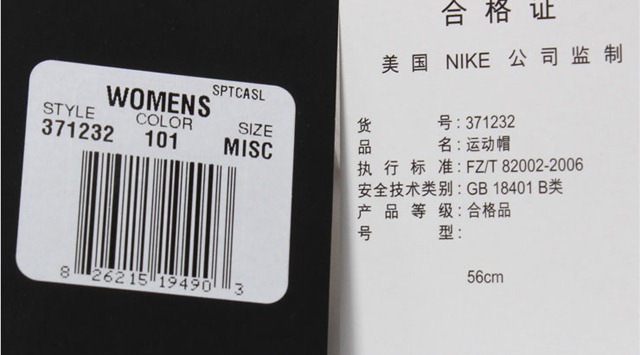 WOMENS SPTCASL
STYLE COLOR SIZE
371232 101 MISC
8 26215 19490 3
合格证
美国 NIKE 公司监制
货号: 371232
品名: 运动帽
执行标准: FZ/T 82002-2006
安全技术类别: GB 18401 B类
产品等级: 合格品
号型:
56cm